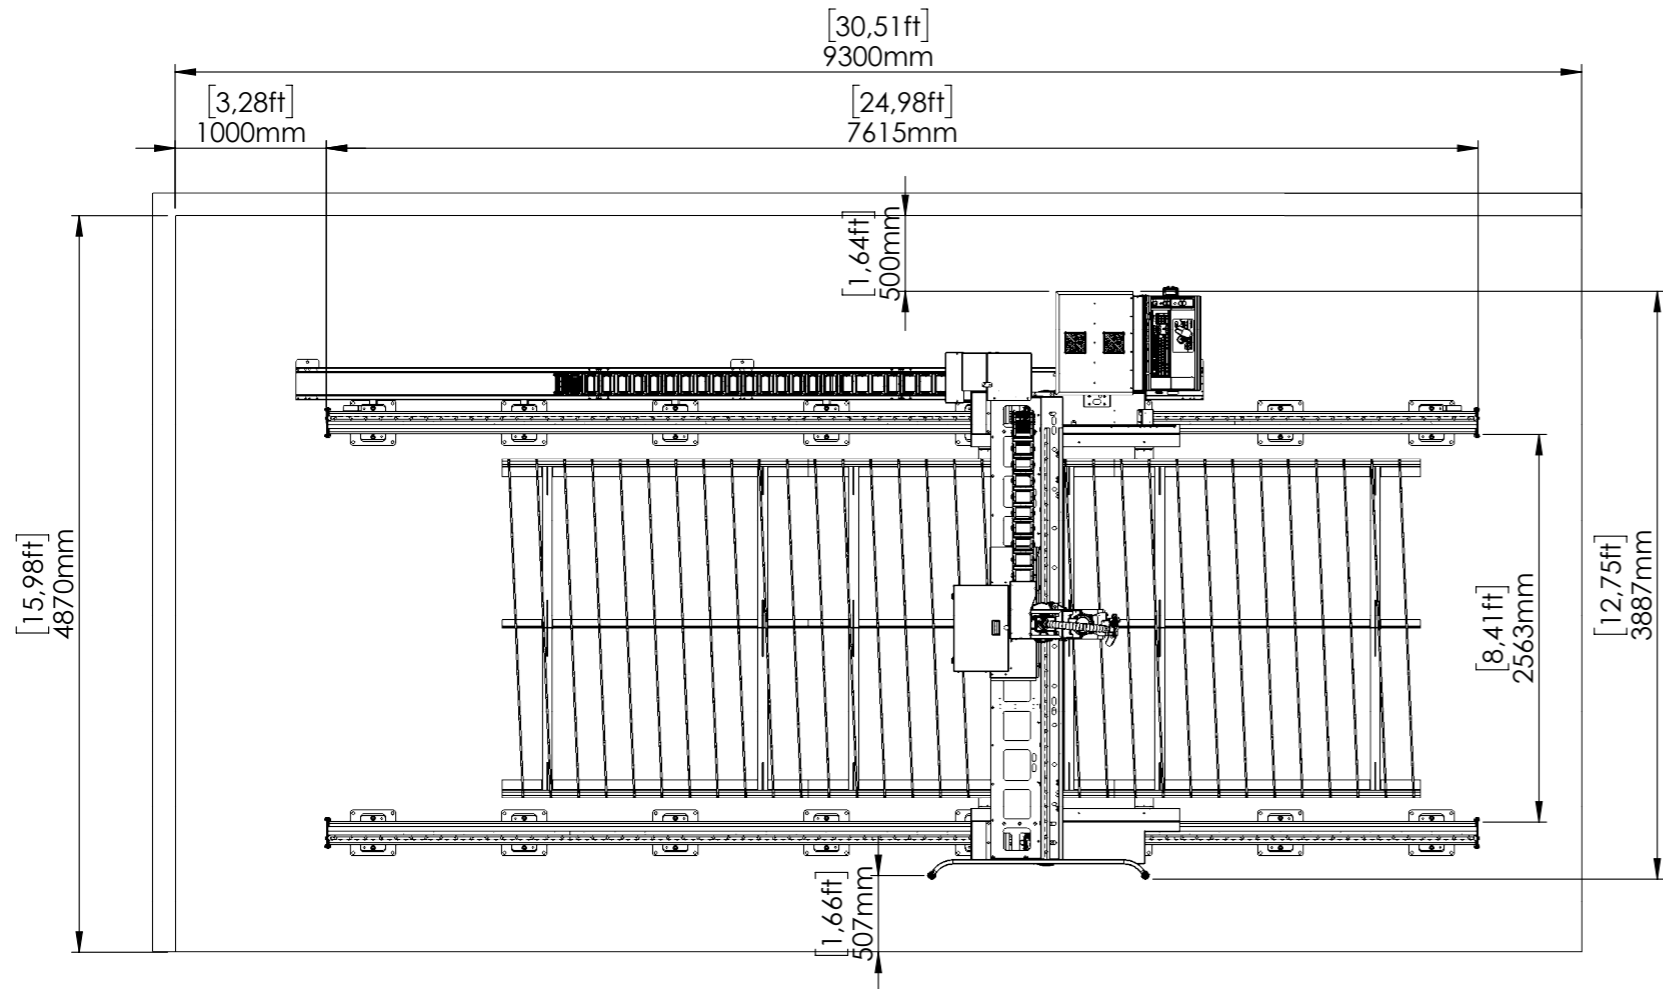 [30,51ft]
9300mm
[3,28ft]
1000mm
[24,98ft]
7615mm
[1,64ft]
500mm
[15,98ft]
4870mm
[8,41ft]
2563mm
[12,75ft]
3887mm
[1,66ft]
507mm